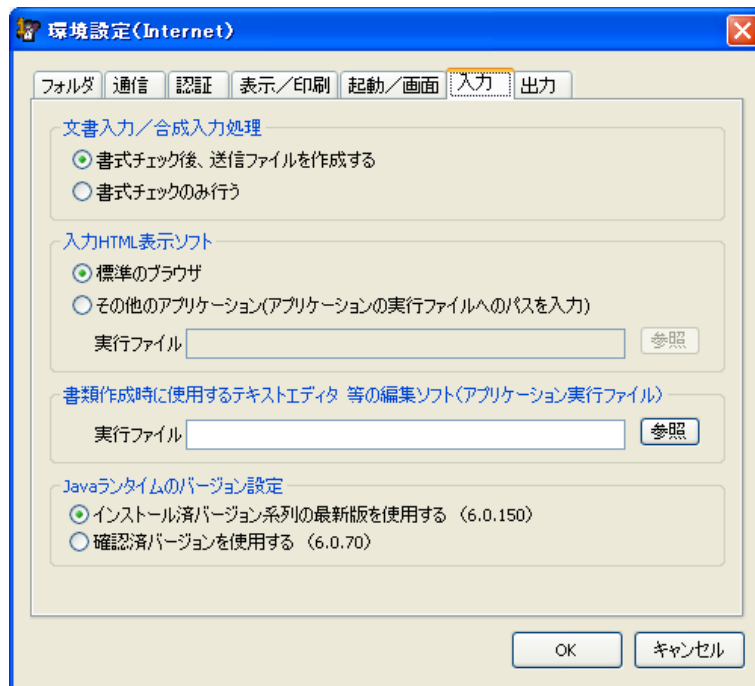 環境設定(Internet)
フォルダ 通信 認証 表示／印刷 起動／画面 入力 出力
文書入力／合成入力処理
書式チェック後、送信ファイルを作成する
書式チェックのみ行う
入力HTML表示ソフト
標準のブラウザ
その他のアプリケーション(アプリケーションの実行ファイルへのパスを入力)
実行ファイル 参照
書類作成時に使用するテキストエディタ 等の編集ソフト(アプリケーション実行ファイル)
実行ファイル 参照
Javaランタイムのバージョン設定
インストール済バージョン系列の最新版を使用する (6.0.150)
確認済バージョンを使用する (6.0.70)
OK キャンセル